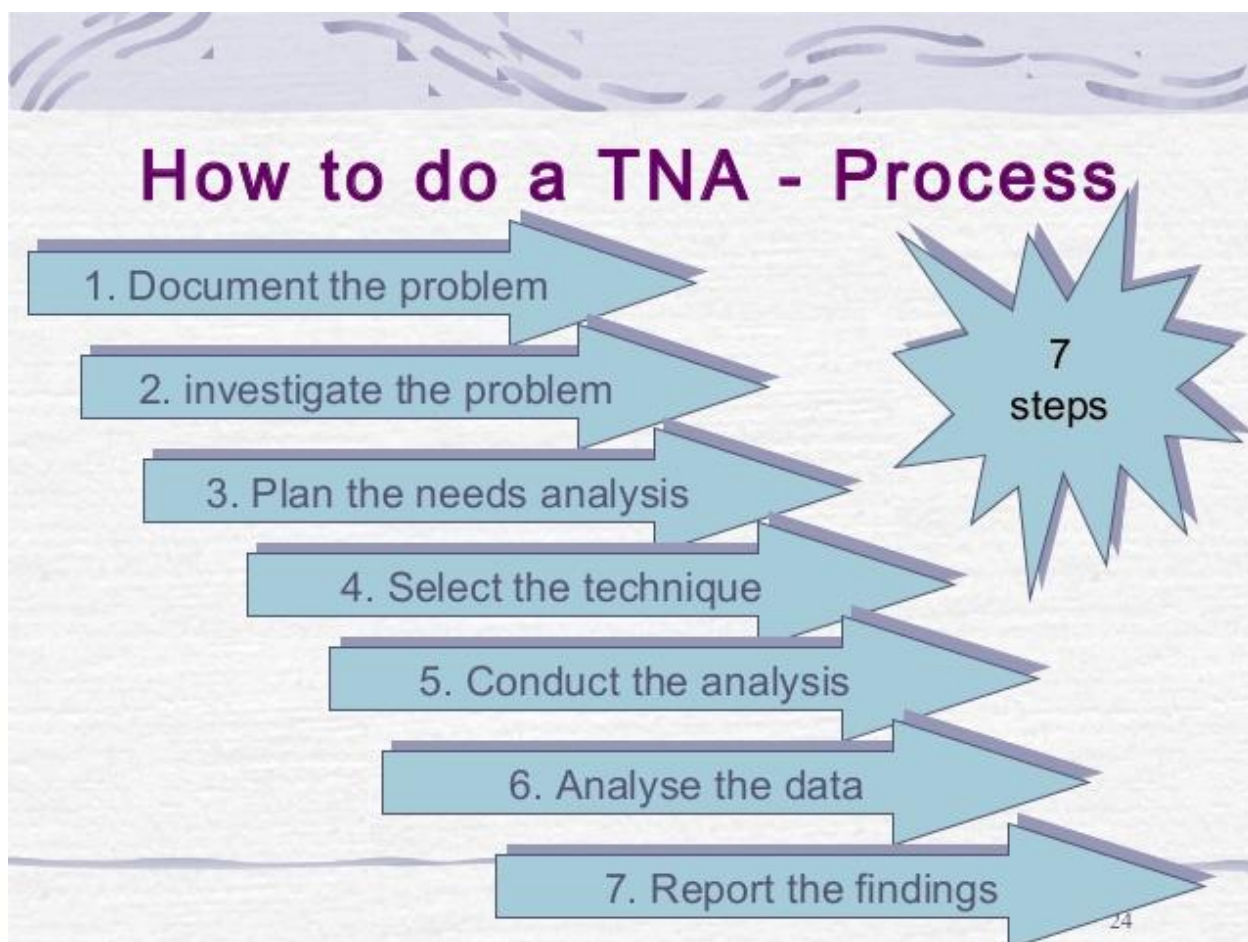 How to do a TNA - Process
1. Document the problem
2. investigate the problem
3. Plan the needs analysis
4. Select the technique
5. Conduct the analysis
6. Analyse the data
7. Report the findings
7
steps
24